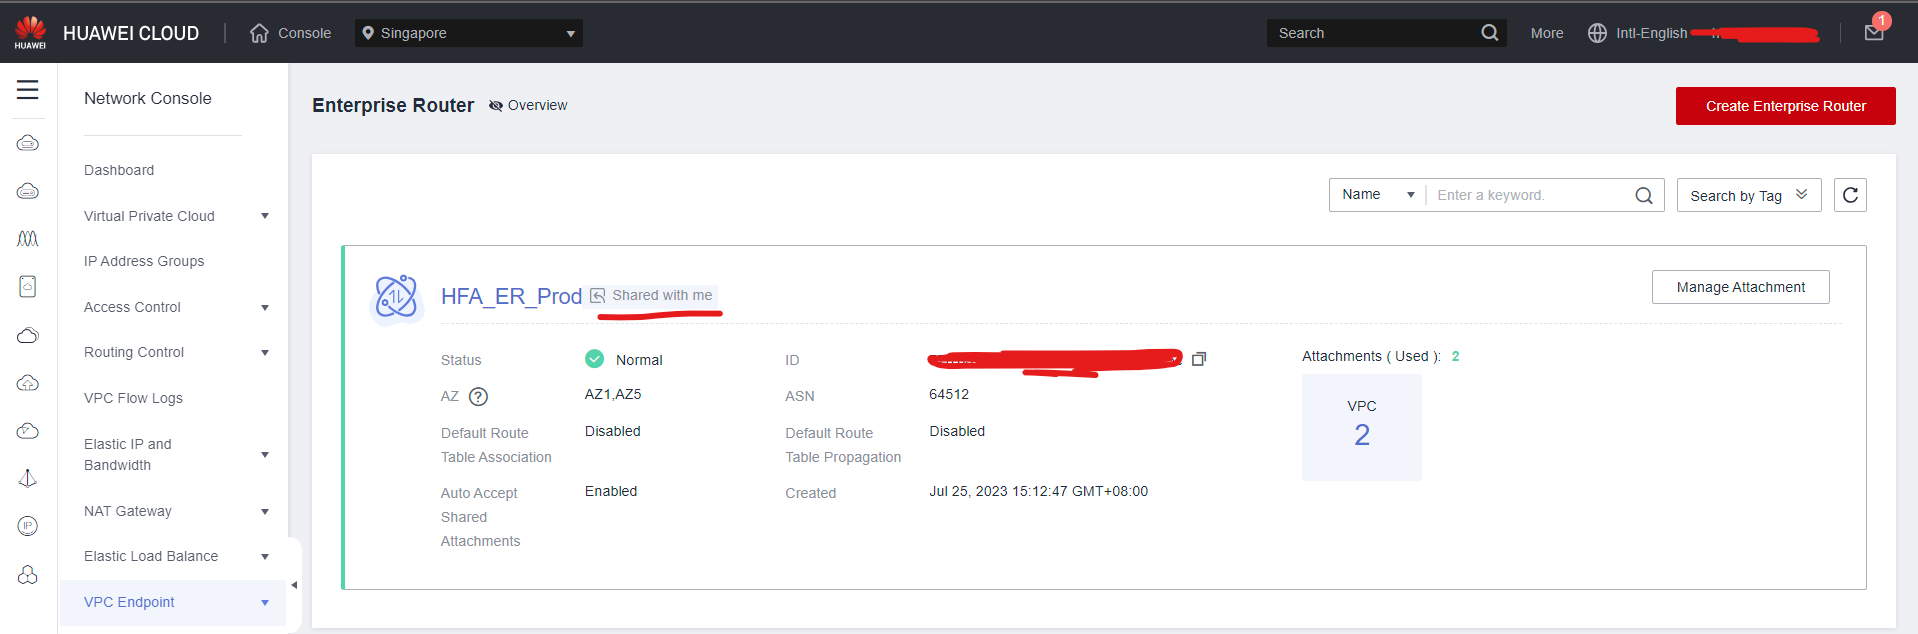 HUAWEI
HUAWEI CLOUD
Console
Singapore
Search
More
Intl-English
1
Network Console
Dashboard
Virtual Private Cloud
IP Address Groups
Access Control
Routing Control
VPC Flow Logs
Elastic IP and
Bandwidth
NAT Gateway
Elastic Load Balance
VPC Endpoint
IP
Enterprise Router
Overview
Create Enterprise Router
Name
Enter a keyword.
Search by Tag
HFA_ER_Prod
Shared with me
Manage Attachment
Status
Normal
ID
AZ ?
AZ1,AZ5
ASN
64512
Default Route
Table Association
Disabled
Default Route
Table Propagation
Disabled
Auto Accept
Shared
Attachments
Enabled
Created
Jul 25, 2023 15:12:47 GMT+08:00
Attachments ( Used ): 2
VPC
2